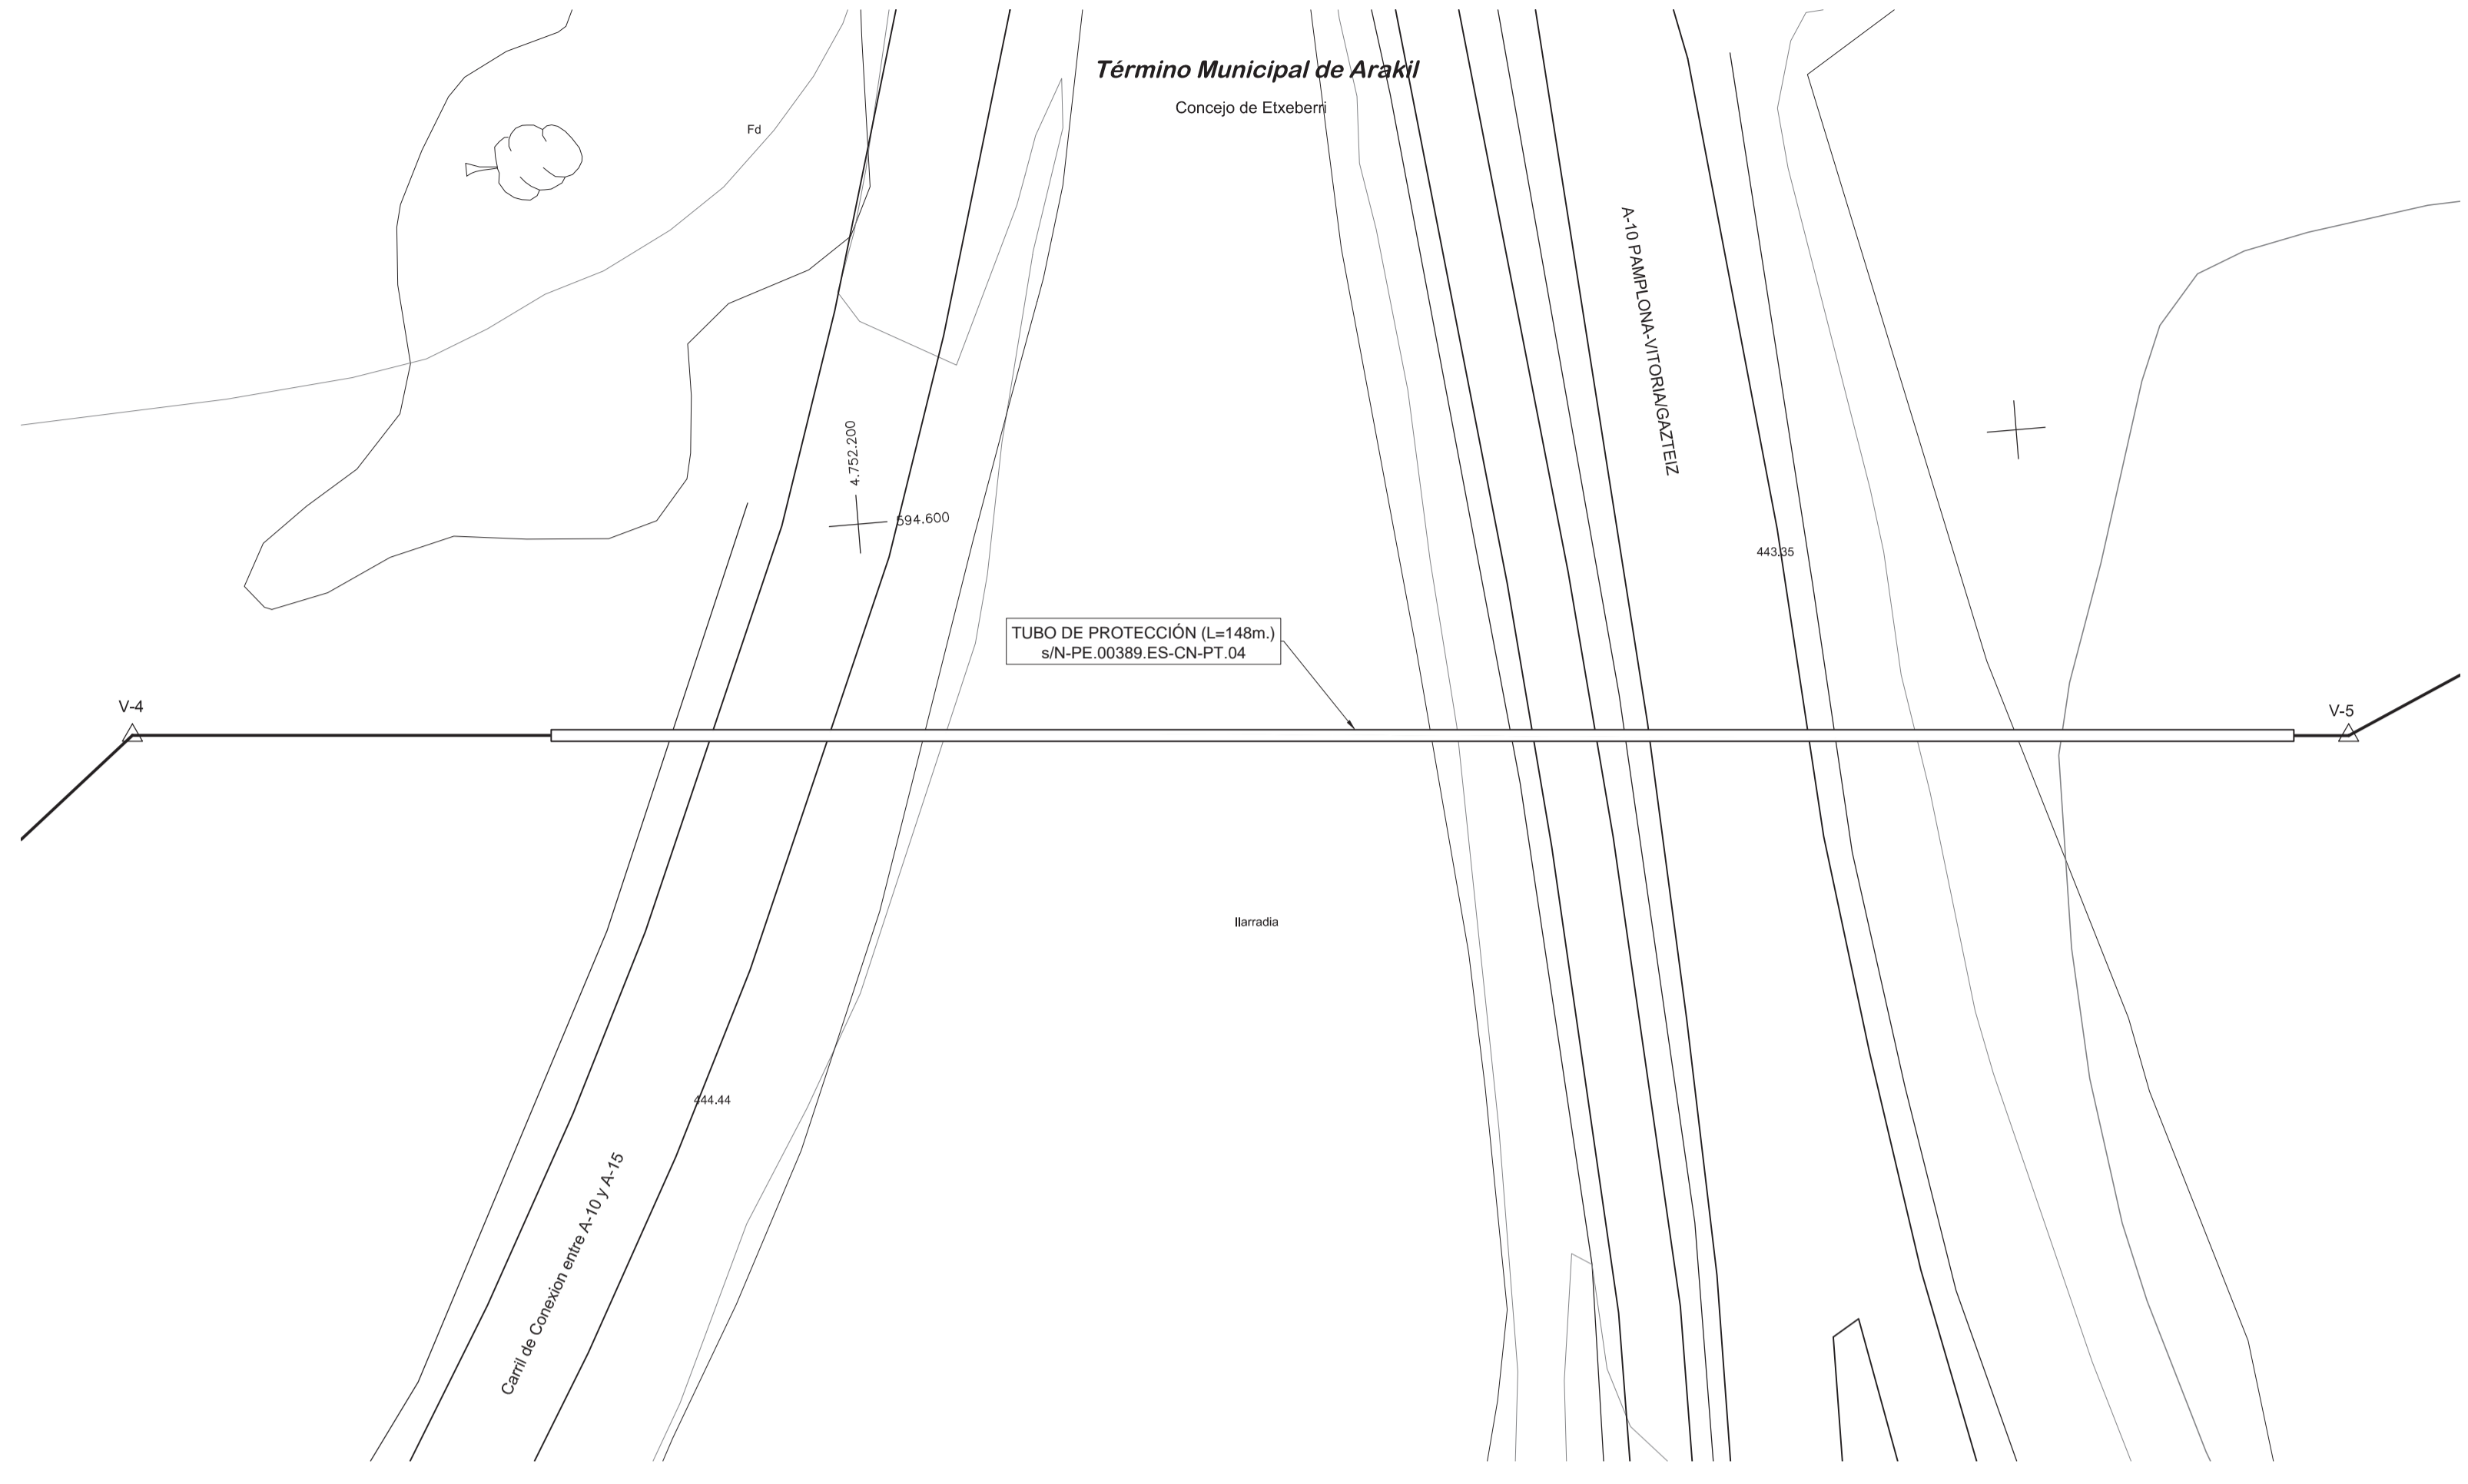 Término Municipal de Arakil
Concejo de Etxeberri
Fd
A-10 PAMPLONA-VITORIA/GAZTEIZ
4.752.200
594.600
443.35
TUBO DE PROTECCIÓN (L=148m.)
s/N-PE.00389.ES-CN-PT.04
V-4
V-5
Ilarradia
444.44
Carril de Conexion entre A-10 y A-15